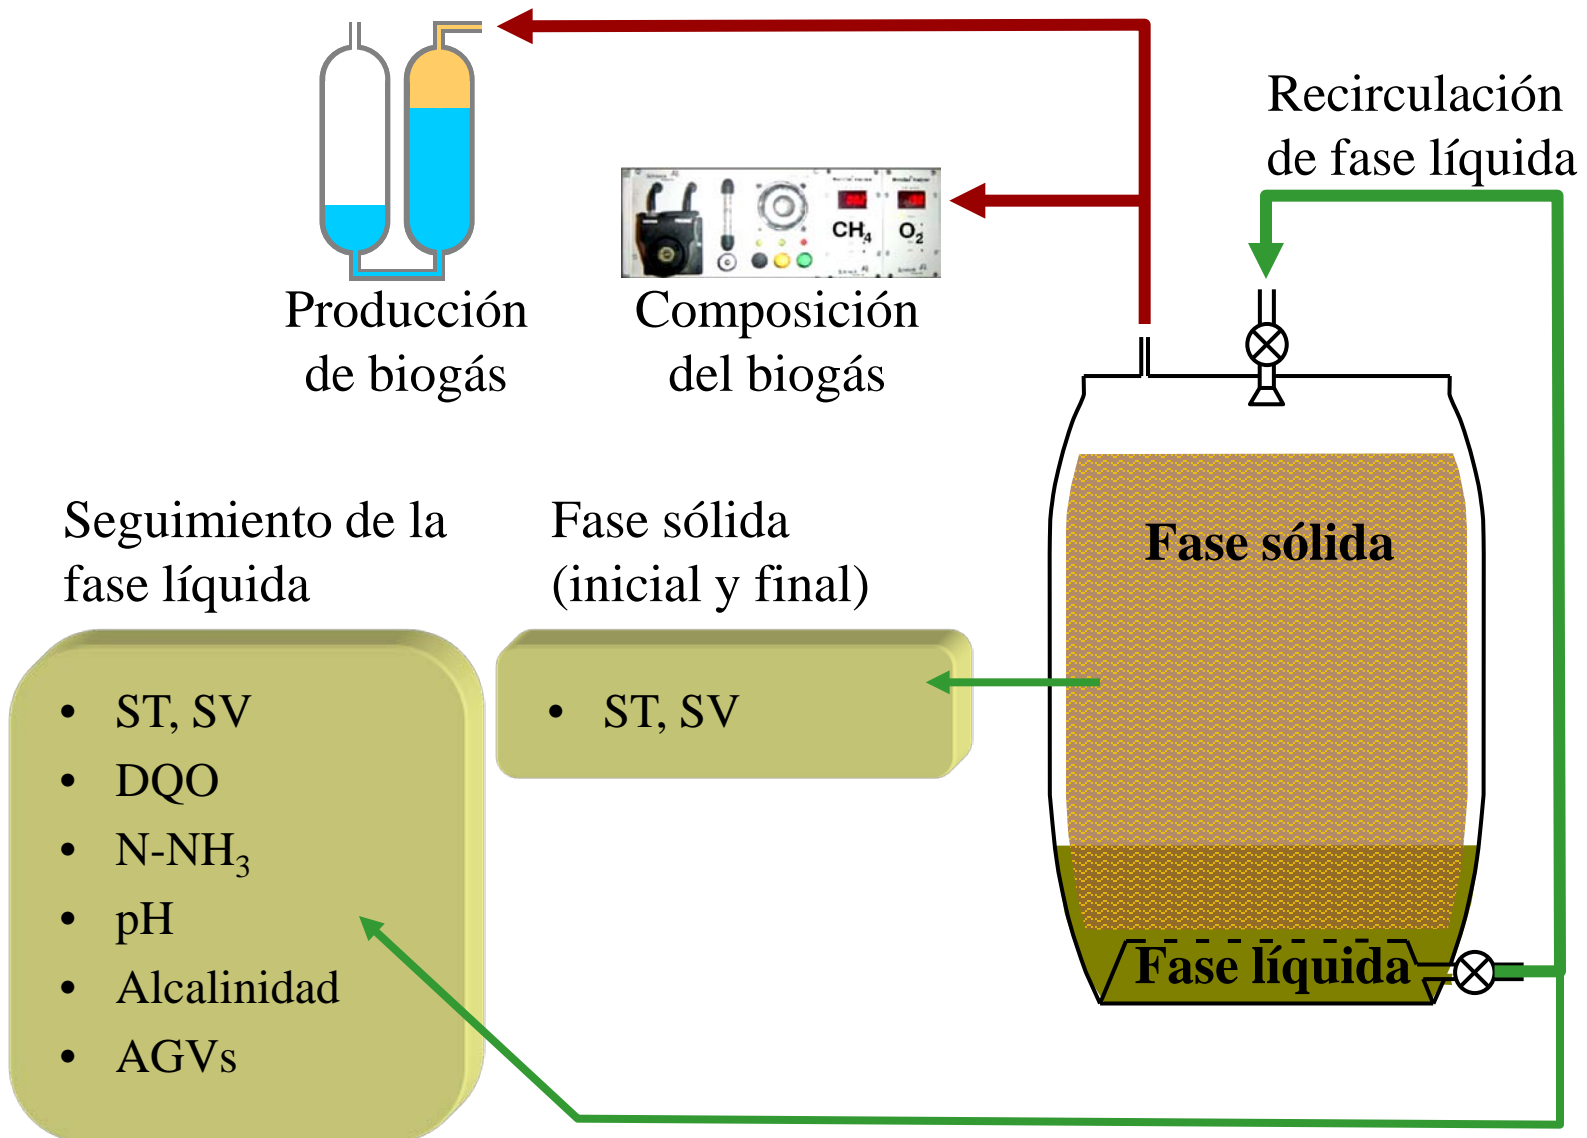 Recirculación
de fase líquida
CH4
O2
Producción
de biogás
Composición
del biogás
Seguimiento de la
fase líquida
Fase sólida
(inicial y final)
Fase sólida
• ST, SV
• DQO
• N-NH₃
• pH
• Alcalinidad
• AGVs
• ST, SV
Fase líquida